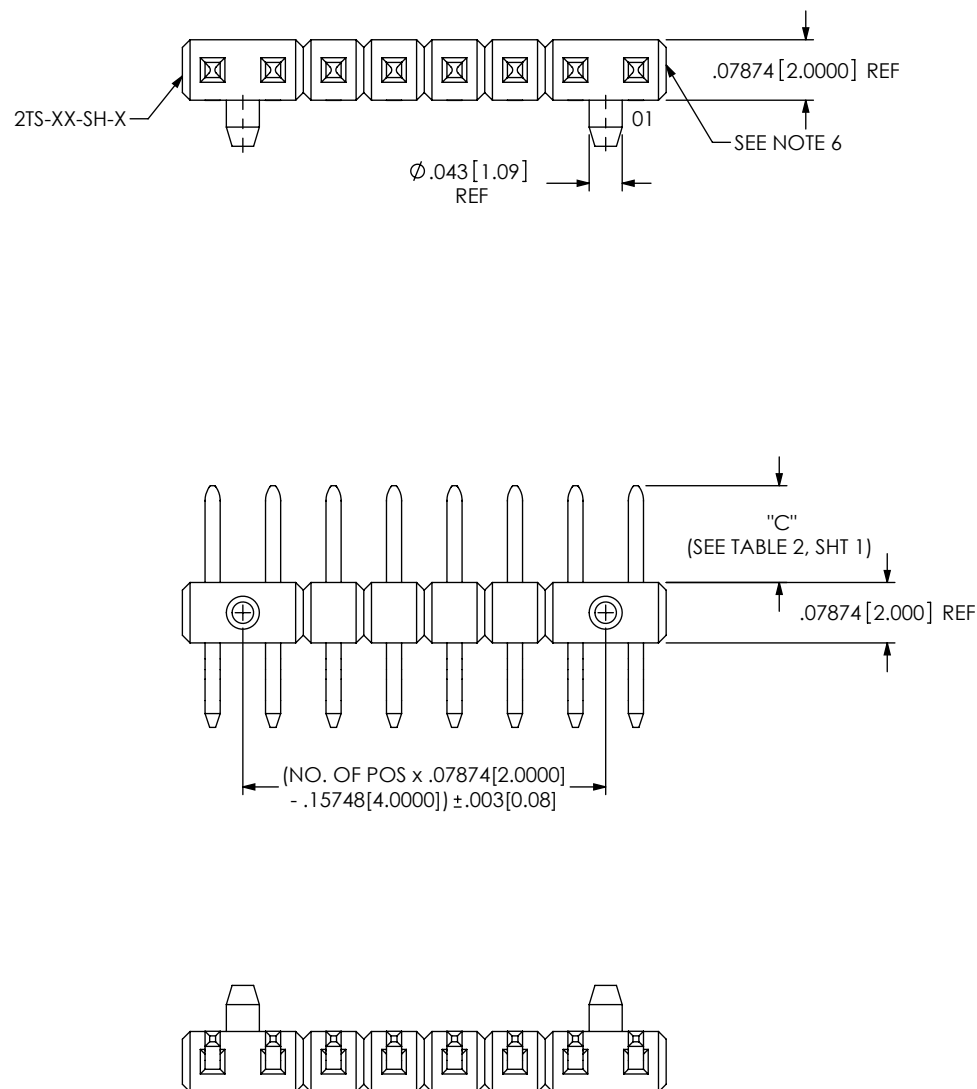 .07874[2.0000] REF
2TS-XX-SH-X
01
SEE NOTE 6
Ø.043[1.09]
REF
"C"
(SEE TABLE 2, SHT 1)
.07874[2.000] REF
(NO. OF POS x .07874[2.0000]
- .15748[4.0000]) ±.003[0.08]